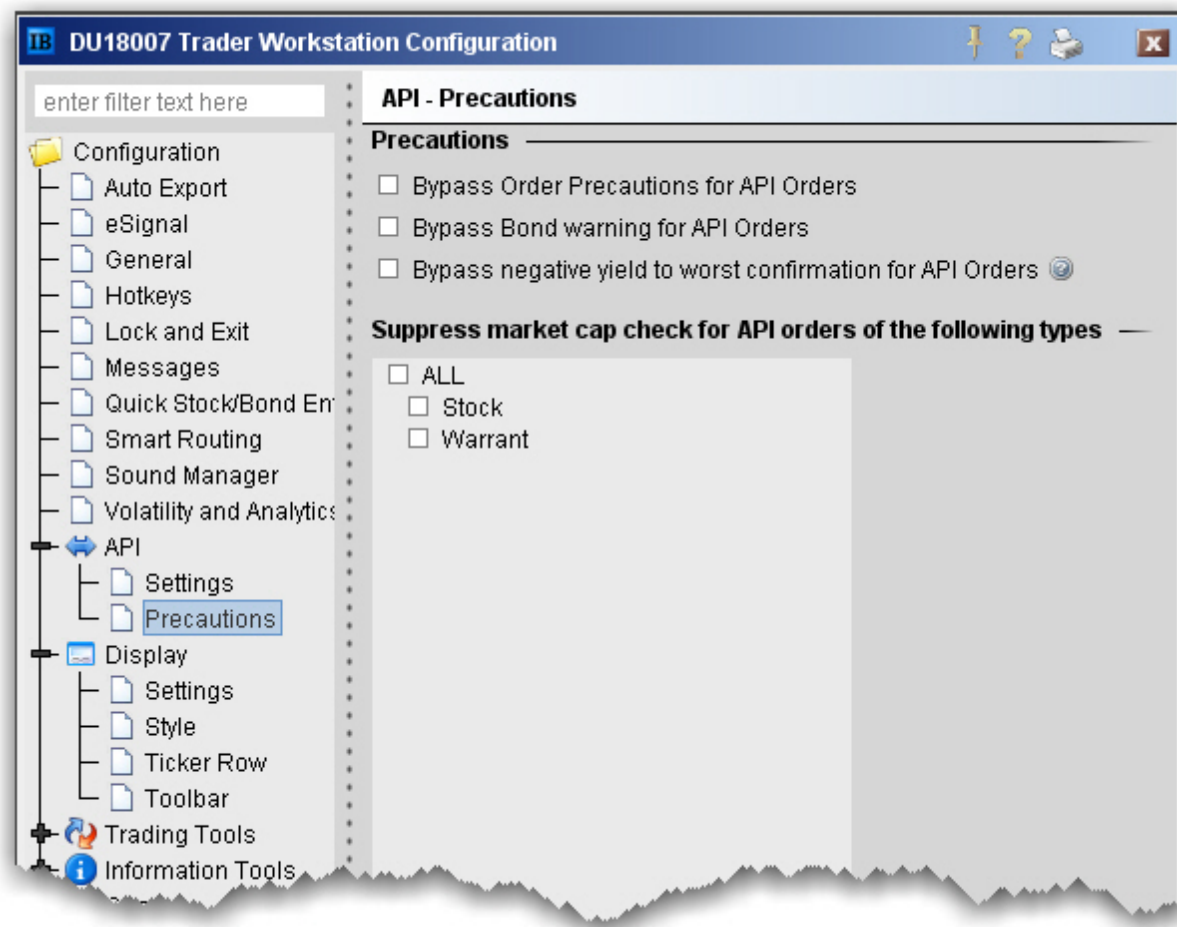 IB DU18007 Trader Workstation Configuration
enter filter text here
Configuration
Auto Export
eSignal
General
Hotkeys
Lock and Exit
Messages
Quick Stock/Bond
Smart Routing
Sound Manager
Volatility and Analytics
API
Settings
Precautions
Display
Settings
Style
Ticker Row
Toolbar
Trading Tools
Information Tools
API - Precautions
Precautions
Bypass Order Precautions for API Orders
Bypass Bond warning for API Orders
Bypass negative yield to worst confirmation for API Orders
Suppress market cap check for API orders of the following types
ALL
Stock
Warrant